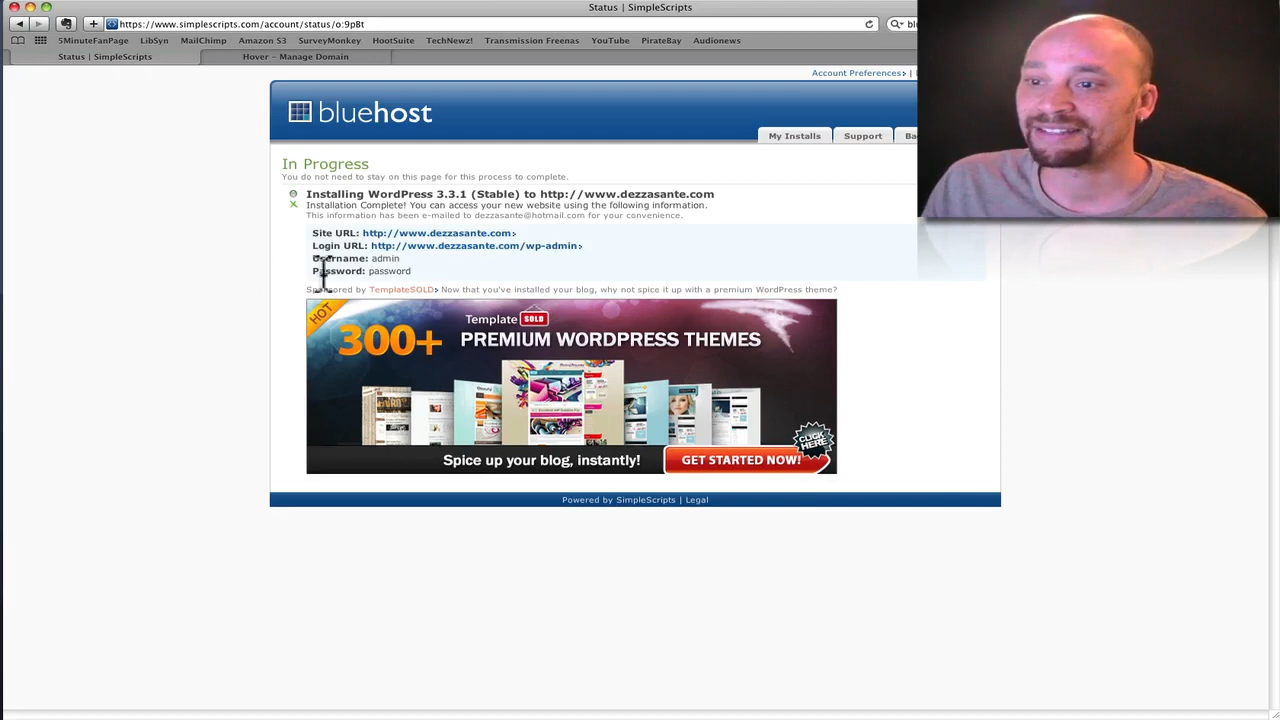 Status | SimpleScripts
https://www.simplescripts.com/account/status/o:9pBt
5MinuteFanPage LibSyn MailChimp Amazon S3 SurveyMonkey HootSuite TechNewz! Transmission Freenas YouTube PirateBay Audionews
Status | SimpleScripts Hover - Manage Domain
Account Preferences› |
bluehost
My Installs Support
In Progress
You do not need to stay on this page for this process to complete.
Installing WordPress 3.3.1 (Stable) to http://www.dezzasante.com
Installation Complete! You can access your new website using the following information.
This information has been e-mailed to dezzasante@hotmail.com for your convenience.
Site URL: http://www.dezzasante.com›
Login URL: http://www.dezzasante.com/wp-admin›
Username: admin
Password: password
Sponsored by TemplateSOLD› Now that you've installed your blog, why not spice it up with a premium WordPress theme?
HOT
Template SOLD
300+ PREMIUM WORDPRESS THEMES
CLICK HERE
Spice up your blog, instantly! GET STARTED NOW!
Powered by SimpleScripts | Legal